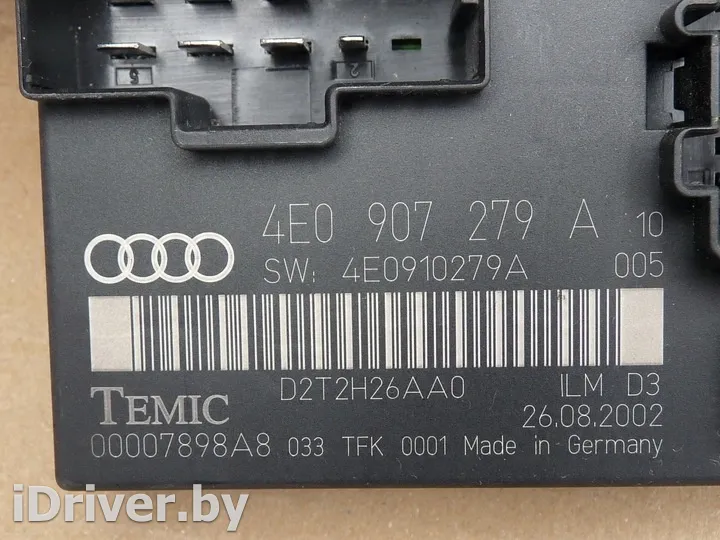 6 2
4E0 907 279 A 10
SW: 4E0910279A 005
D2T2H26AA0 ILM D3
TEMIC 26.08.2002
00007898A8 033 TFK 0001 Made in Germany
iDriver.by